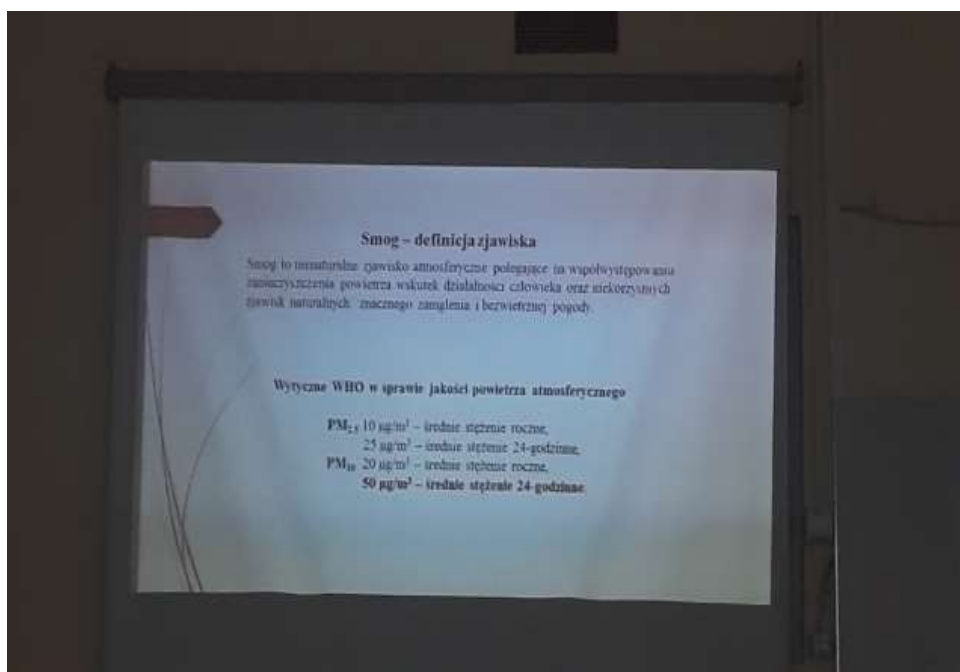 Smog – definicja zjawiska
Smog to nienaturalne zjawisko atmosferyczne polegające na współwystępowaniu
zanieczyszczenia powietrza wskutek działalności człowieka oraz niekorzystnych
zjawisk naturalnych znacznego zamglenia i bezwietrznej pogody.
Wytyczne WHO w sprawie jakości powietrza atmosferycznego
PM₂.₅ 10 µg/m³ – średnie stężenie roczne,
25 µg/m³ – średnie stężenie 24-godzinne,
PM₁₀ 20 µg/m³ – średnie stężenie roczne,
50 µg/m³ – średnie stężenie 24-godzinne